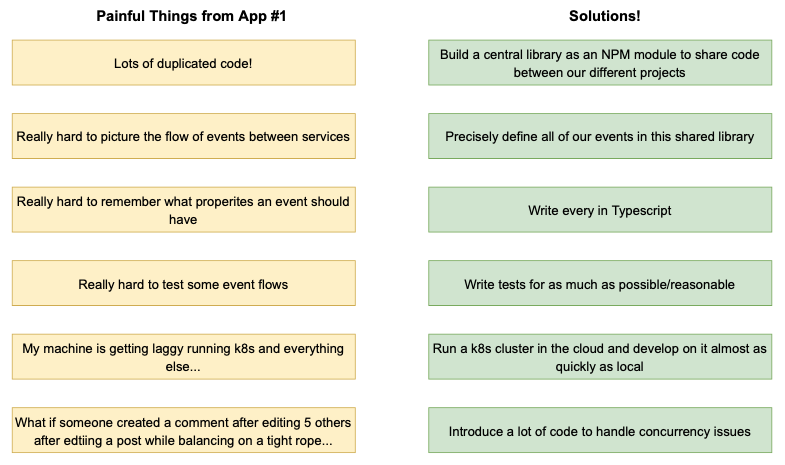 Painful Things from App #1
Solutions!
Lots of duplicated code!
Build a central library as an NPM module to share code
between our different projects
Really hard to picture the flow of events between services
Precisely define all of our events in this shared library
Really hard to remember what properites an event should
have
Write every in Typescript
Really hard to test some event flows
Write tests for as much as possible/reasonable
My machine is getting laggy running k8s and everything
else...
Run a k8s cluster in the cloud and develop on it almost as
quickly as local
What if someone created a comment after editing 5 others
after edtiing a post while balancing on a tight rope...
Introduce a lot of code to handle concurrency issues